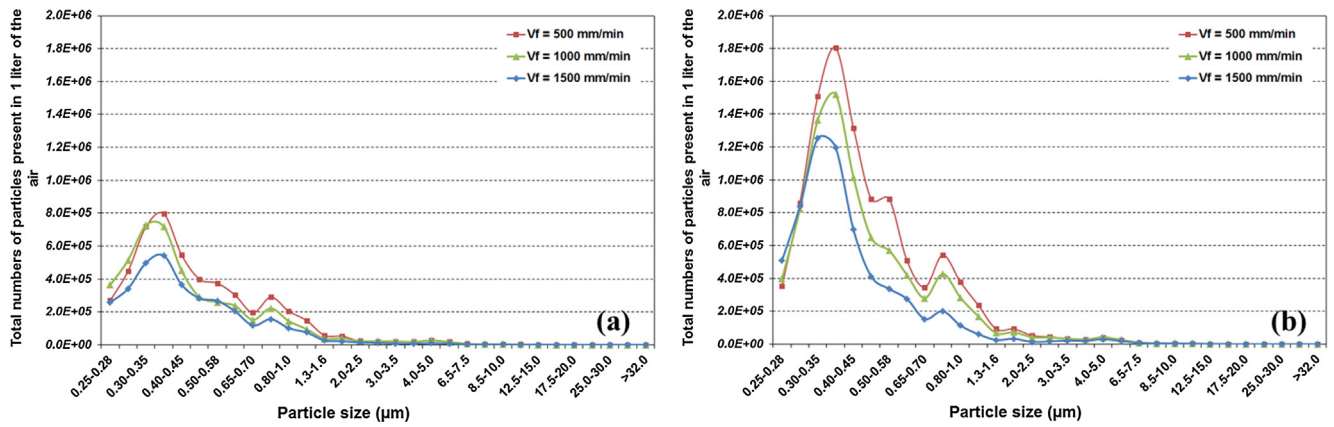 Total numbers of particles present in 1 liter of the
air
2.0E+06
1.8E+06
1.6E+06
1.4E+06
1.2E+06
1.0E+06
8.0E+05
6.0E+05
4.0E+05
2.0E+05
0.0E+00
Vf = 500 mm/min
Vf = 1000 mm/min
Vf = 1500 mm/min
(a)
0.25-0.28
0.30-0.35
0.40-0.45
0.50-0.58
0.65-0.70
0.80-1.0
1.3-1.6
2.0-2.5
3.0-3.5
4.0-5.0
6.5-7.5
8.5-10.0
12.5-15.0
17.5-20.0
25.0-30.0
>32.0
Particle size (µm)
Total numbers of particles present in 1 liter of the
air
2.0E+06
1.8E+06
1.6E+06
1.4E+06
1.2E+06
1.0E+06
8.0E+05
6.0E+05
4.0E+05
2.0E+05
0.0E+00
Vf = 500 mm/min
Vf = 1000 mm/min
Vf = 1500 mm/min
(b)
0.25-0.28
0.30-0.35
0.40-0.45
0.50-0.58
0.65-0.70
0.80-1.0
1.3-1.6
2.0-2.5
3.0-3.5
4.0-5.0
6.5-7.5
8.5-10.0
12.5-15.0
17.5-20.0
25.0-30.0
>32.0
Particle size (µm)